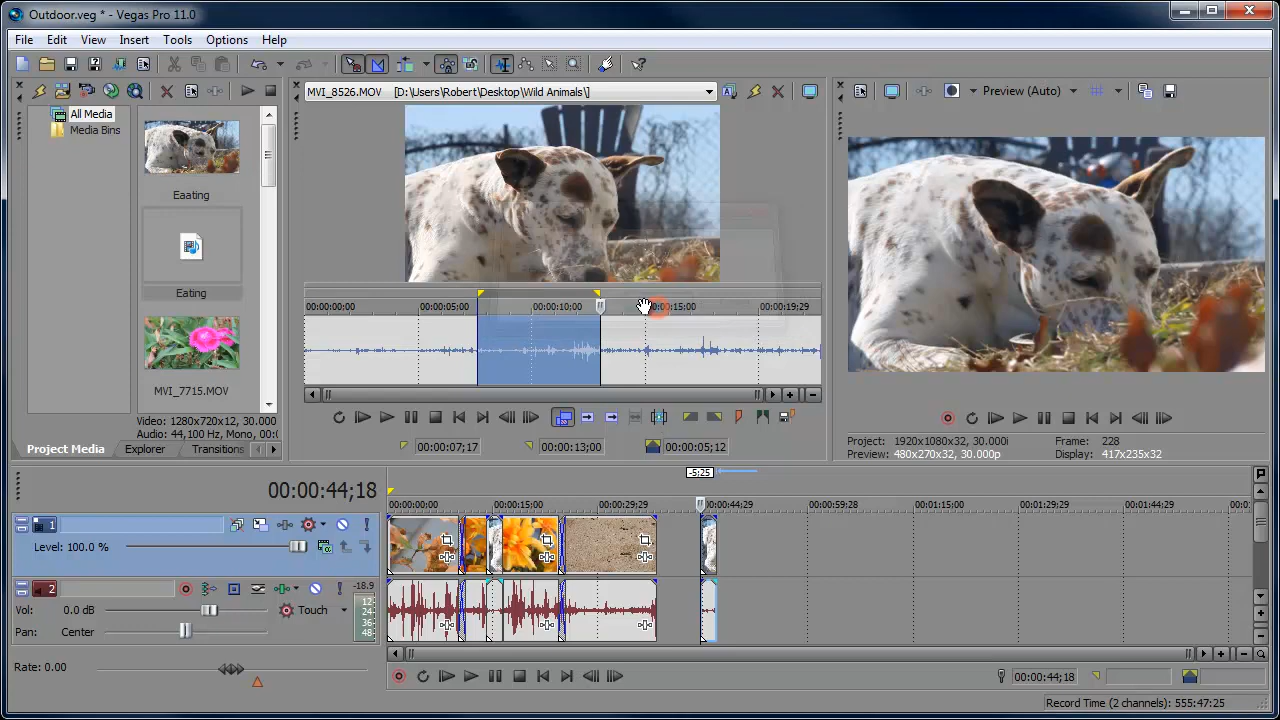 Outdoor.veg * - Vegas Pro 11.0
File Edit View Insert Tools Options Help
MVI_8526.MOV [D:\Users\Robert\Desktop\Wild Animals\]
Preview (Auto)
All Media
Media Bins
Eaating
Eating
MVI_7715.MOV
Video: 1280x720x12, 30.000
Audio: 44,100 Hz, Mono, 00:(
Project Media Explorer Transitions
00:00:00:00 00:00:05:00 00:00:10:00 00:00:15:00 00:00:19:29
00:00:07;17 00:00:13;00 00:00:05;12
Project: 1920x1080x32, 30.000i Frame: 228
Preview: 480x270x32, 30.000p Display: 417x235x32
-5;25
00:00:44;18
00:00:00:00 00:00:15:00 00:00:29:29 00:00:44:29 00:00:59:28 00:01:15:00 00:01:29:29 00:01:44:29 00:0
1
Level: 100.0 %
2
-18.9
Vol: 0.0 dB Touch
12
24
36
48
Pan: Center
Rate: 0.00
00:00:44;18
Record Time (2 channels): 555:47:25